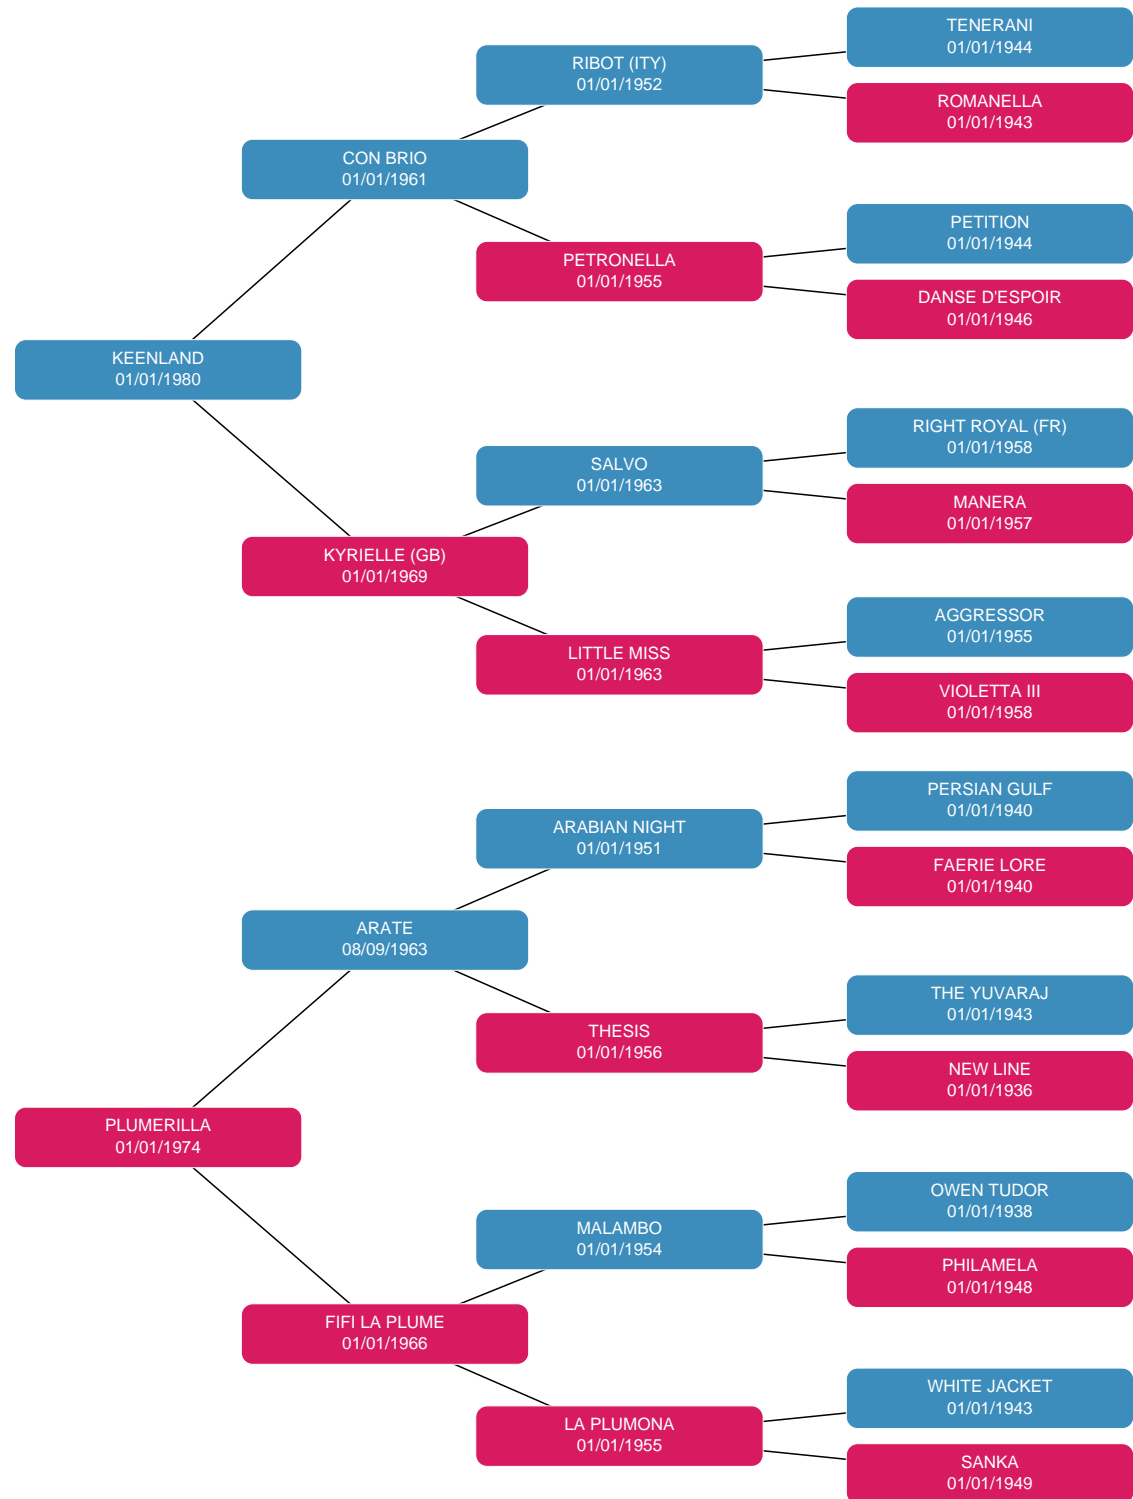 TENERANI
01/01/1944
RIBOT (ITY)
01/01/1952
ROMANELLA
01/01/1943
CON BRIO
01/01/1961
PETITION
01/01/1944
PETRONELLA
01/01/1955
DANSE D'ESPOIR
01/01/1946
KEENLAND
01/01/1980
RIGHT ROYAL (FR)
01/01/1958
SALVO
01/01/1963
MANERA
01/01/1957
KYRIELLE (GB)
01/01/1969
AGGRESSOR
01/01/1955
LITTLE MISS
01/01/1963
VIOLETTA III
01/01/1958
PERSIAN GULF
01/01/1940
ARABIAN NIGHT
01/01/1951
FAERIE LORE
01/01/1940
ARATE
08/09/1963
THE YUVARAJ
01/01/1943
THESIS
01/01/1956
NEW LINE
01/01/1936
PLUMERILLA
01/01/1974
OWEN TUDOR
01/01/1938
MALAMBO
01/01/1954
PHILAMELA
01/01/1948
FIFI LA PLUME
01/01/1966
WHITE JACKET
01/01/1943
LA PLUMONA
01/01/1955
SANKA
01/01/1949